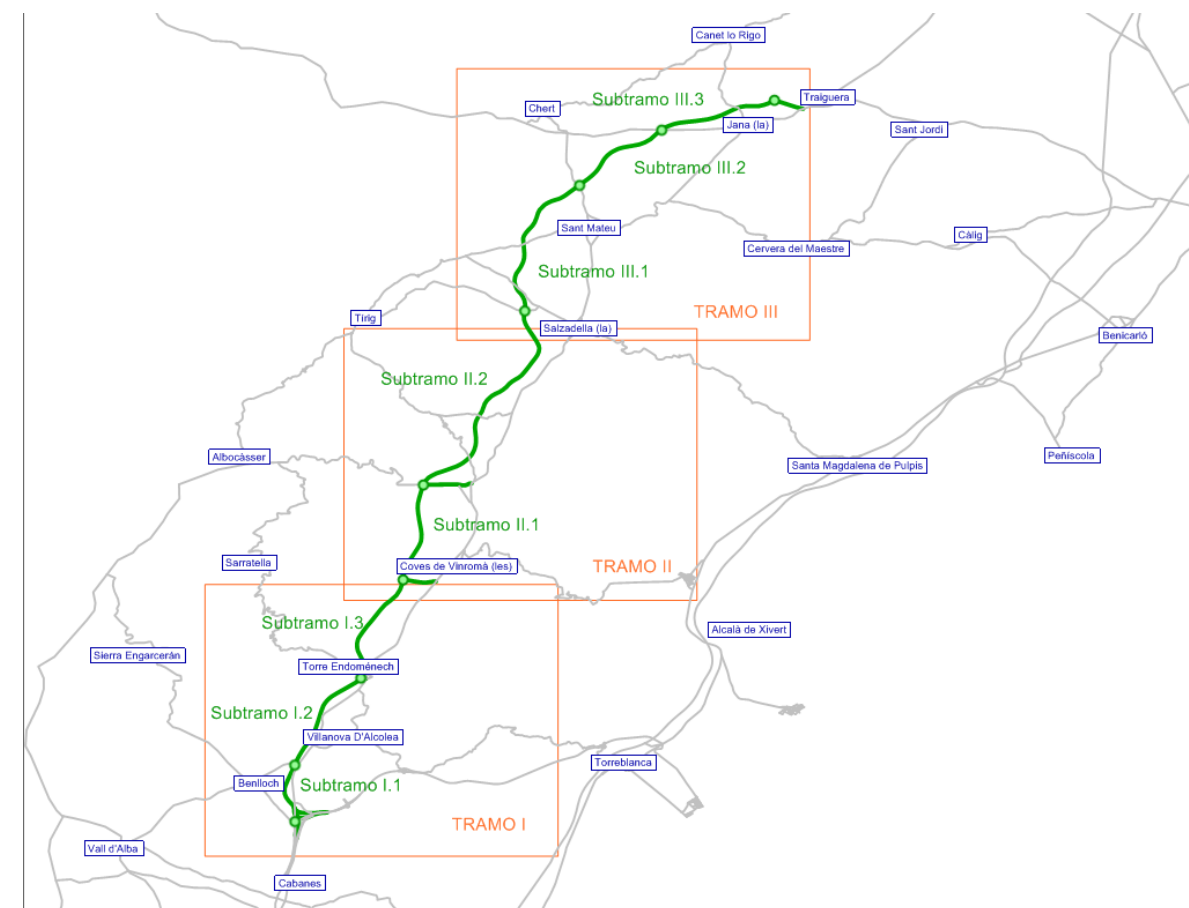 Canet lo Rigo
Subtramo III.3
Traiguera
Chert
Jana (la)
Sant Jordi
Subtramo III.2
Sant Mateu
Càlig
Cervera del Maestre
Subtramo III.1
TRAMO III
Tirig
Salzadella (la)
Benicarló
Subtramo II.2
Albocàsser
Peñíscola
Santa Magdalena de Pulpis
Subtramo II.1
Sarratella
Coves de Vinromà (les)
TRAMO II
Subtramo I.3
Alcalà de Xivert
Sierra Engarcerán
Torre Endoménech
Subtramo I.2
Villanova D'Alcolea
Torreblanca
Benlloch
Subtramo I.1
TRAMO I
Vall d'Alba
Cabanes